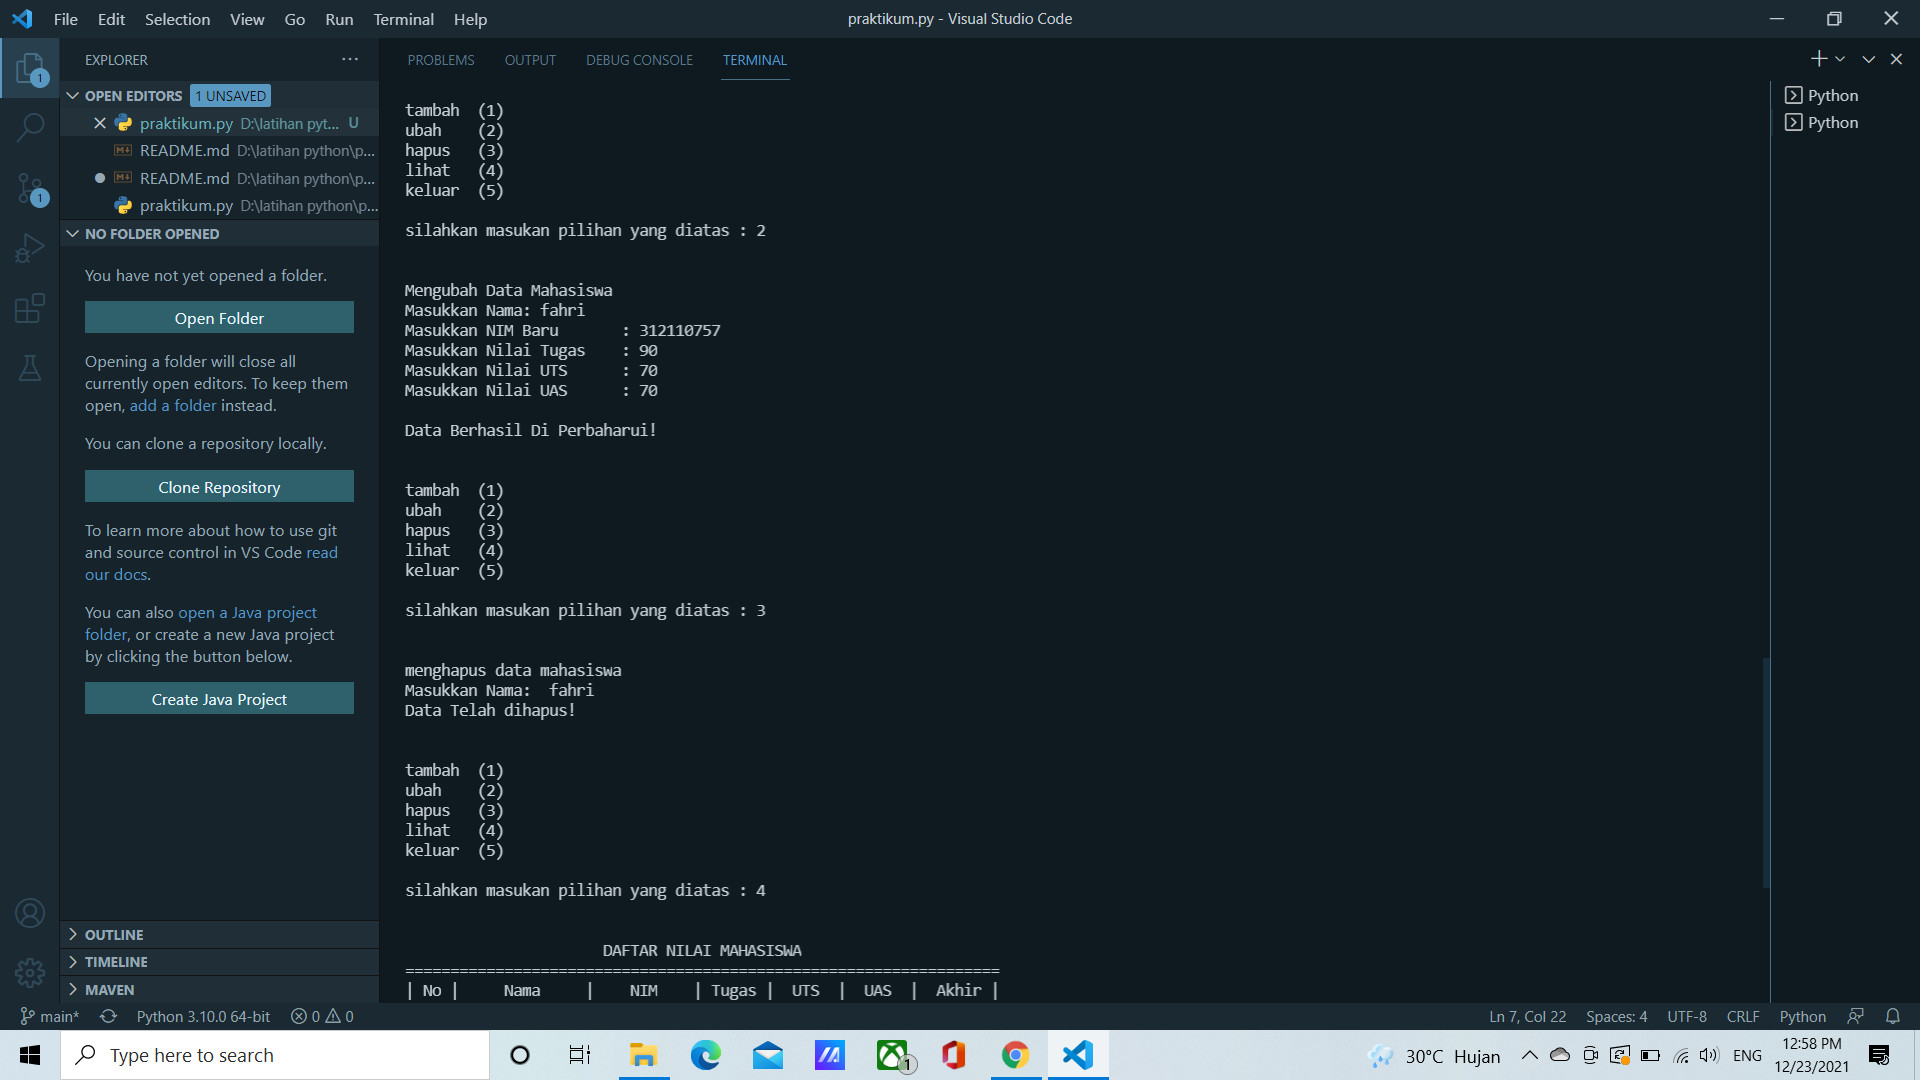 File Edit Selection View Go Run Terminal Help
praktikum.py - Visual Studio Code
EXPLORER
OPEN EDITORS 1 UNSAVED
praktikum.py D:\latihan pyt... U
README.md D:\latihan python\p...
README.md D:\latihan python\p...
praktikum.py D:\latihan python\p...
NO FOLDER OPENED
You have not yet opened a folder.
Open Folder
Opening a folder will close all
currently open editors. To keep them
open, add a folder instead.
You can clone a repository locally.
Clone Repository
To learn more about how to use git
and source control in VS Code read
our docs.
You can also open a Java project
folder, or create a new Java project
by clicking the button below.
Create Java Project
OUTLINE
TIMELINE
MAVEN
1
1
PROBLEMS OUTPUT DEBUG CONSOLE TERMINAL
tambah (1)
ubah (2)
hapus (3)
lihat (4)
keluar (5)
silahkan masukan pilihan yang diatas : 2
Mengubah Data Mahasiswa
Masukkan Nama: fahri
Masukkan NIM Baru : 312110757
Masukkan Nilai Tugas : 90
Masukkan Nilai UTS : 70
Masukkan Nilai UAS : 70
Data Berhasil Di Perbaharui!
tambah (1)
ubah (2)
hapus (3)
lihat (4)
keluar (5)
silahkan masukan pilihan yang diatas : 3
menghapus data mahasiswa
Masukkan Nama: fahri
Data Telah dihapus!
tambah (1)
ubah (2)
hapus (3)
lihat (4)
keluar (5)
silahkan masukan pilihan yang diatas : 4
DAFTAR NILAI MAHASISWA
==================================================================
| No | Nama | NIM | Tugas | UTS | UAS | Akhir |
Python
Python
main* Python 3.10.0 64-bit 0 0
Ln 7, Col 22 Spaces: 4 UTF-8 CRLF Python
Type here to search
1
30°C Hujan
ENG
12:58 PM
12/23/2021